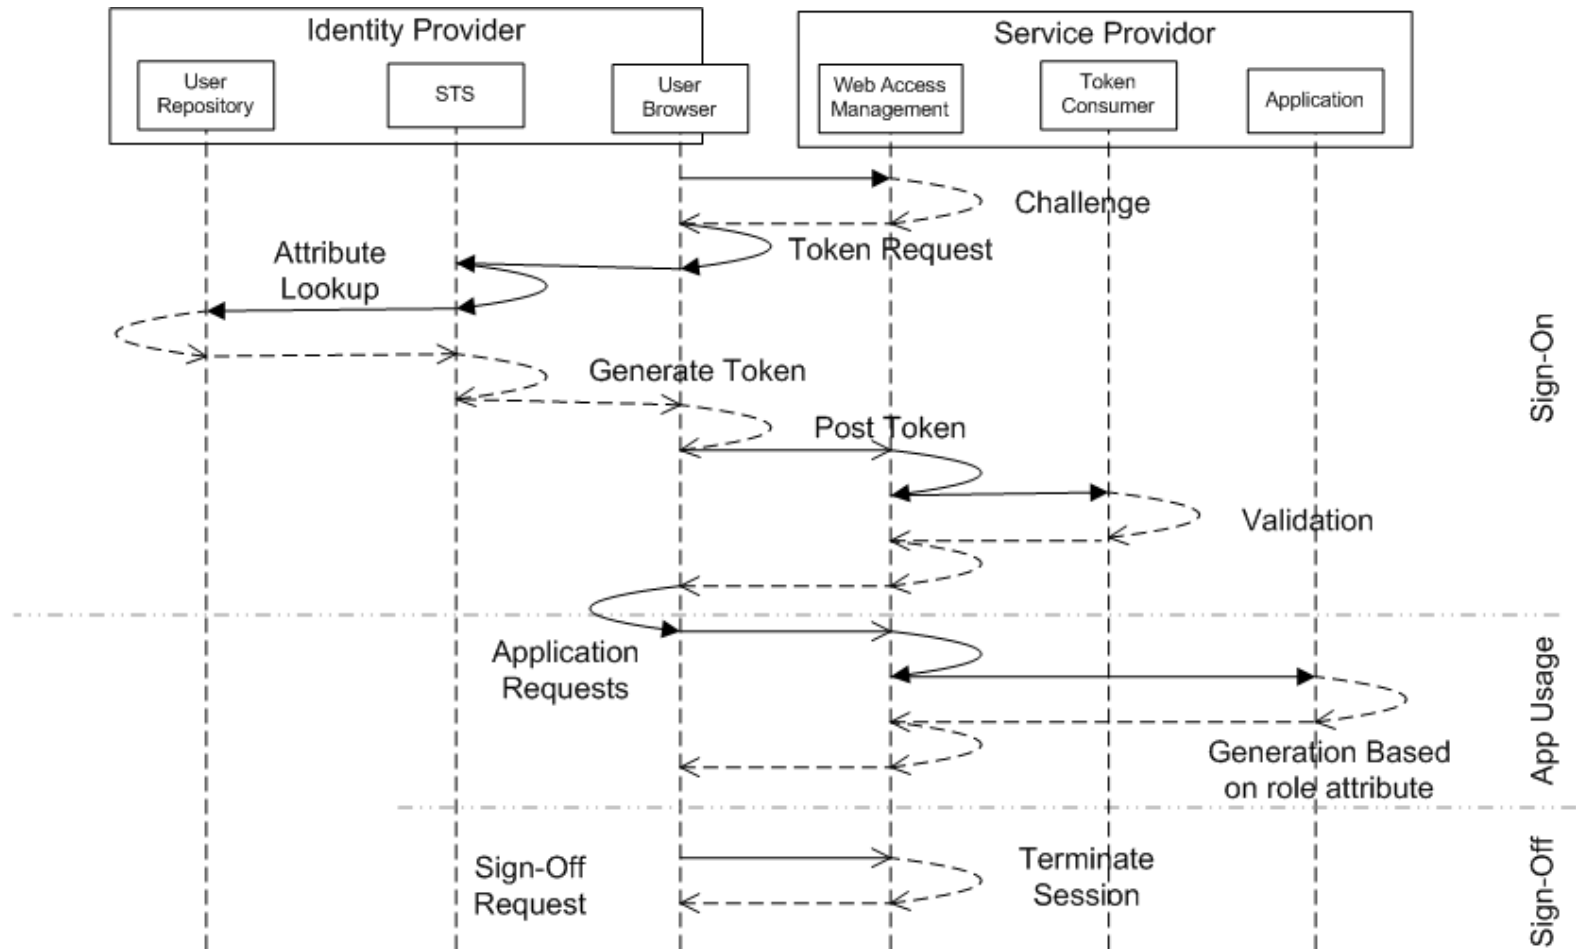 Identity Provider
Service Providor
User
Repository
STS
User
Browser
Web Access
Management
Token
Consumer
Application
Challenge
Token Request
Attribute
Lookup
Generate Token
Post Token
Validation
Sign-On
Application
Requests
Generation Based
on role attribute
App Usage
Sign-Off
Request
Terminate
Session
Sign-Off